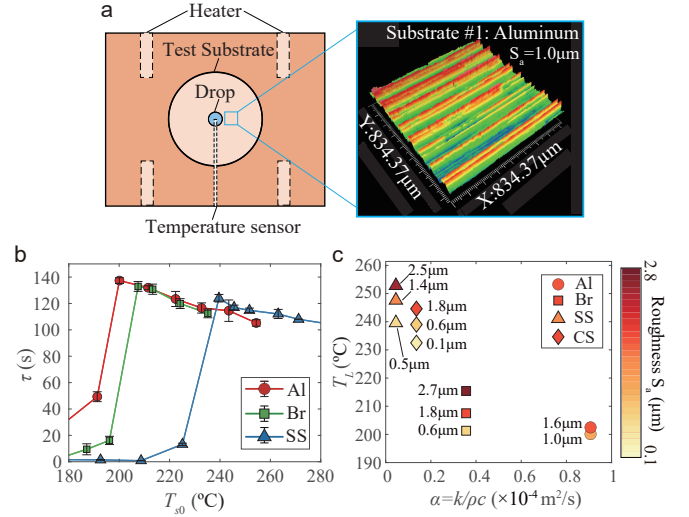 a
Heater
Test Substrate
Drop
Temperature sensor
Substrate #1: Aluminum
Sₐ=1.0μm
Y:834.37μm
X:834.37μm
b
140
120
100
80
60
40
20
0
τ (s)
180 200 220 240 260 280
Tₛ₀ (ºC)
Al
Br
SS
c
260
250
240
230
220
210
200
190
T_L (ºC)
0 0.2 0.4 0.6 0.8 1
α=k/ρc (×10⁻⁴ m²/s)
2.5μm
1.4μm
1.8μm
0.6μm
0.1μm
0.5μm
2.7μm
1.8μm
0.6μm
1.6μm
1.0μm
Al
Br
SS
CS
2.8
Roughness Sₐ (μm)
0.1